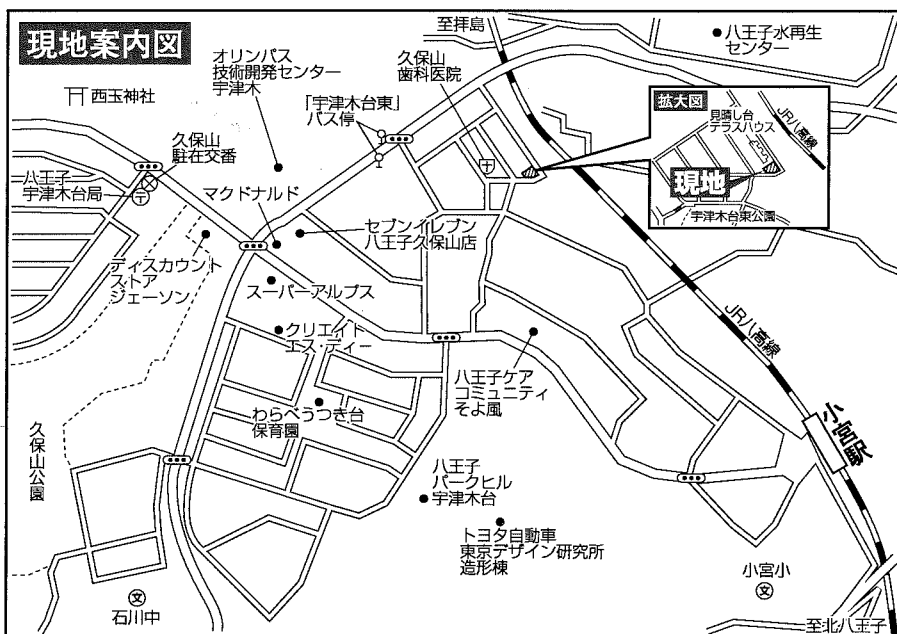 現地案内図
至拝島
八王子水再生
センター
オリンパス
技術開発センター
宇津木
久保山
歯科医院
西玉神社
「宇津木台東」
バス停
拡大図
見晴し台
テラスハウス
JR八高線
現地
宇津木台東公園
久保山
駐在交番
八王子
宇津木台局
マクドナルド
セブンイレブン
八王子久保山店
ディスカウント
ストア
ジェーソン
スーパーアルプス
JR八高線
クリエイト
エス・ディー
八王子ケア
コミュニティ
そよ風
わらべうつき台
保育園
小宮駅
久保山公園
八王子
パークヒル
宇津木台
トヨタ自動車
東京デザイン研究所
造形棟
小宮小
文
文
石川中
至北八王子